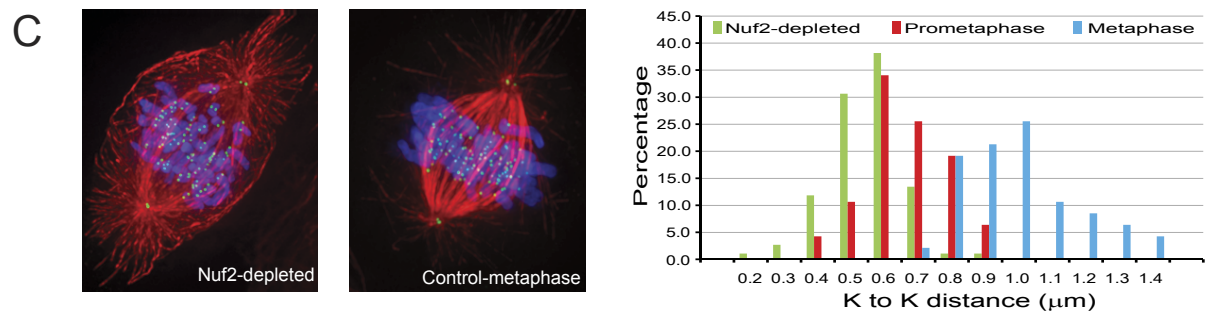 C
Nuf2-depleted
Control-metaphase
Nuf2-depleted Prometaphase Metaphase
Percentage
50.0
45.0
40.0
35.0
30.0
25.0
20.0
15.0
10.0
5.0
0.0
0.2 0.3 0.4 0.5 0.6 0.7 0.8 0.9 1.0 1.1 1.2 1.3 1.4
K to K distance (μm)